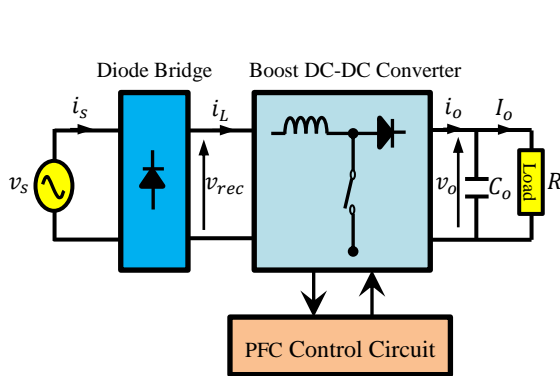 Diode Bridge
Boost DC-DC Converter
i_s
i_L
i_o
I_o
v_s
v_rec
v_o
C_o
Load
R
PFC Control Circuit